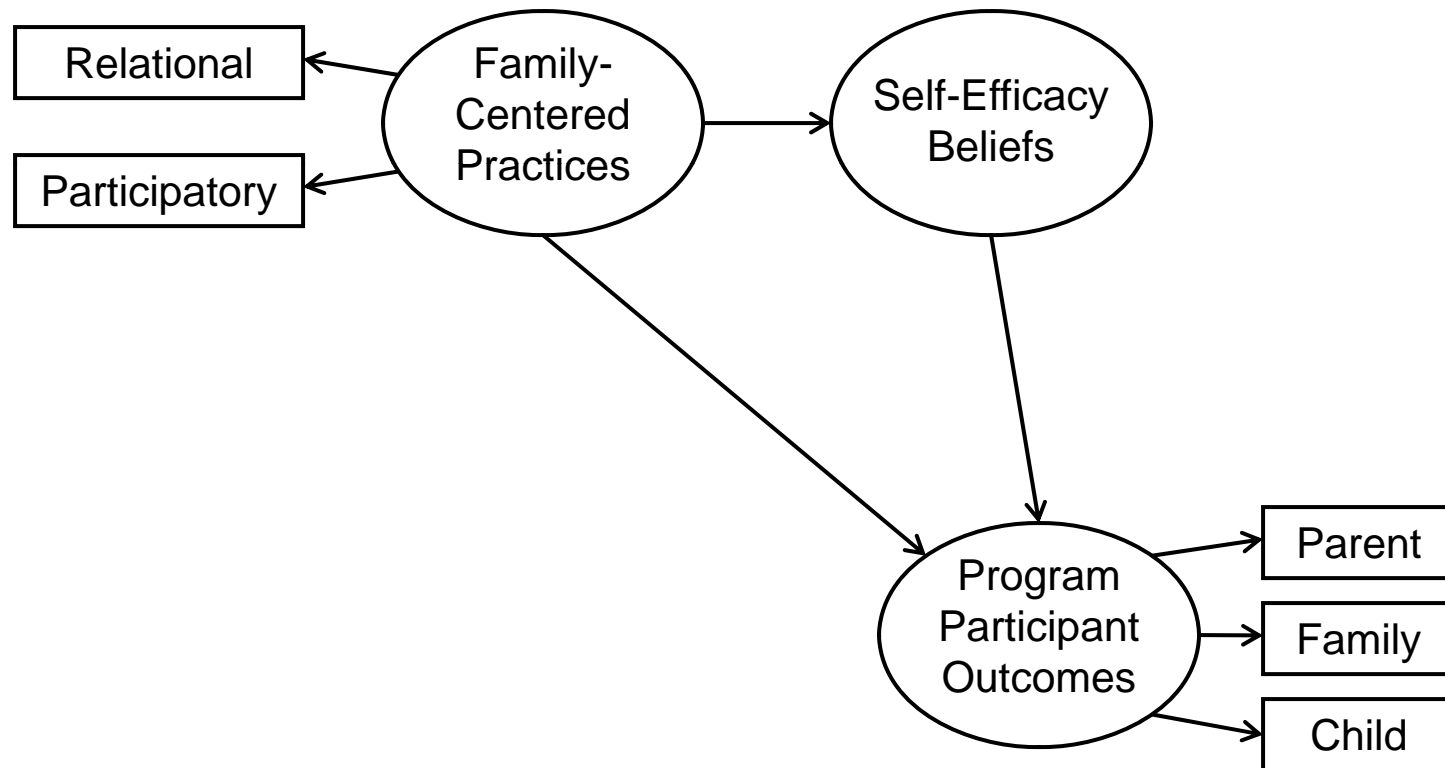 Relational
Participatory
Family-
Centered
Practices
Self-Efficacy
Beliefs
Program
Participant
Outcomes
Parent
Family
Child